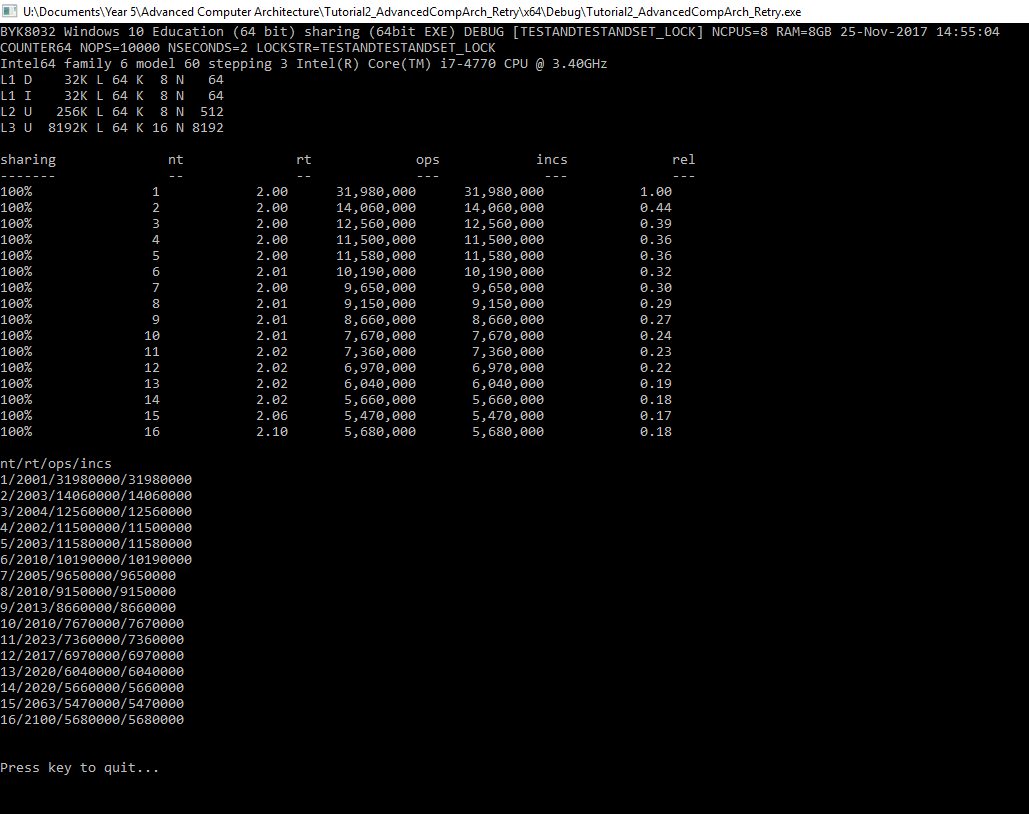 U:\Documents\Year 5\Advanced Computer Architecture\Tutorial2_AdvancedCompArch_Retry\x64\Debug\Tutorial2_AdvancedCompArch_Retry.exe
BYK8032 Windows 10 Education (64 bit) sharing (64bit EXE) DEBUG [TESTANDTESTANDSET_LOCK] NCPUS=8 RAM=8GB 25-Nov-2017 14:55:04
COUNTER64 NOPS=10000 NSECONDS=2 LOCKSTR=TESTANDTESTANDSET_LOCK
Intel64 family 6 model 60 stepping 3 Intel(R) Core(TM) i7-4770 CPU @ 3.40GHz
L1 D    32K L 64 K  8 N   64
L1 I    32K L 64 K  8 N   64
L2 U   256K L 64 K  8 N  512
L3 U  8192K L 64 K 16 N 8192
sharing              nt              rt             ops            incs             rel
-------              --              --             ---             ---             ---
100%               1            2.00      31,980,000      31,980,000            1.00
100%               2            2.00      14,060,000      14,060,000            0.44
100%               3            2.00      12,560,000      12,560,000            0.39
100%               4            2.00      11,500,000      11,500,000            0.36
100%               5            2.00      11,580,000      11,580,000            0.36
100%               6            2.01      10,190,000      10,190,000            0.32
100%               7            2.00       9,650,000       9,650,000            0.30
100%               8            2.01       9,150,000       9,150,000            0.29
100%               9            2.01       8,660,000       8,660,000            0.27
100%              10            2.01       7,670,000       7,670,000            0.24
100%              11            2.02       7,360,000       7,360,000            0.23
100%              12            2.02       6,970,000       6,970,000            0.22
100%              13            2.02       6,040,000       6,040,000            0.19
100%              14            2.02       5,660,000       5,660,000            0.18
100%              15            2.06       5,470,000       5,470,000            0.17
100%              16            2.10       5,680,000       5,680,000            0.18
nt/rt/ops/incs
1/2001/31980000/31980000
2/2003/14060000/14060000
3/2004/12560000/12560000
4/2002/11500000/11500000
5/2003/11580000/11580000
6/2010/10190000/10190000
7/2005/9650000/9650000
8/2010/9150000/9150000
9/2013/8660000/8660000
10/2010/7670000/7670000
11/2023/7360000/7360000
12/2017/6970000/6970000
13/2020/6040000/6040000
14/2020/5660000/5660000
15/2063/5470000/5470000
16/2100/5680000/5680000
Press key to quit...